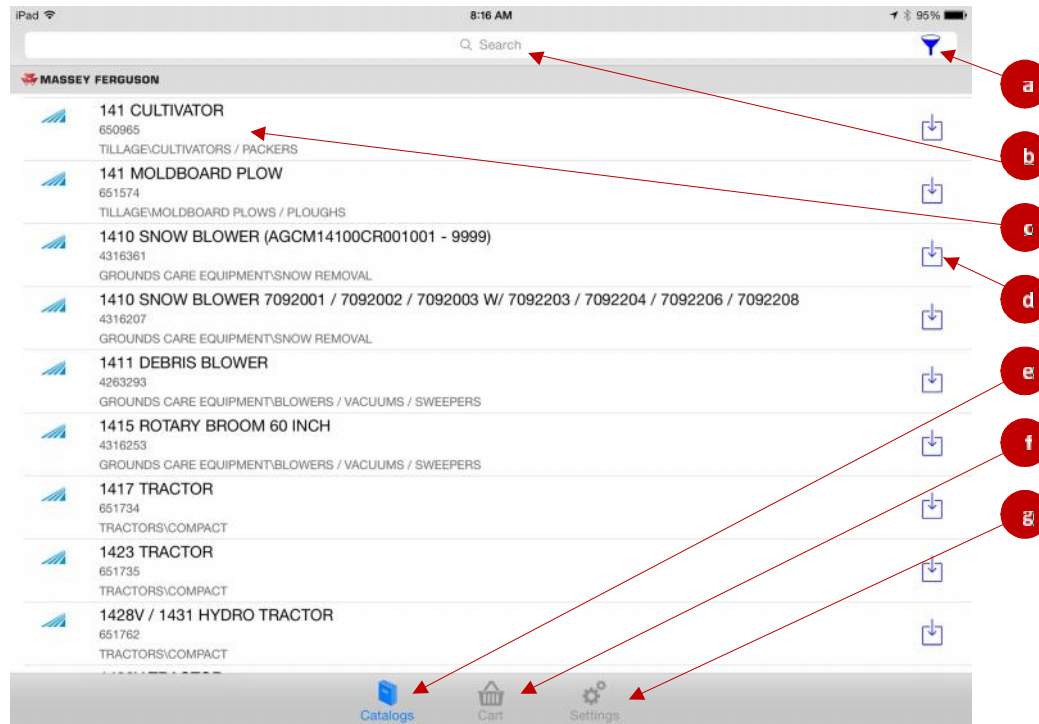 iPad 8:16 AM 95%
Search
MASSEY FERGUSON
a
141 CULTIVATOR
650965
TILLAGE\CULTIVATORS / PACKERS
b
141 MOLDBOARD PLOW
651574
TILLAGE\MOLDBOARD PLOWS / PLOUGHS
c
1410 SNOW BLOWER (AGCM14100CR001001 - 9999)
4316361
GROUNDS CARE EQUIPMENT\SNOW REMOVAL
d
1410 SNOW BLOWER 7092001 / 7092002 / 7092003 W/ 7092203 / 7092204 / 7092206 / 7092208
4316207
GROUNDS CARE EQUIPMENT\SNOW REMOVAL
1411 DEBRIS BLOWER
e
4263293
GROUNDS CARE EQUIPMENT\BLOWERS / VACUUMS / SWEEPERS
1415 ROTARY BROOM 60 INCH
f
4316253
GROUNDS CARE EQUIPMENT\BLOWERS / VACUUMS / SWEEPERS
1417 TRACTOR
651734
g
TRACTORS\COMPACT
1423 TRACTOR
651735
TRACTORS\COMPACT
1428V / 1431 HYDRO TRACTOR
651762
TRACTORS\COMPACT
Catalogs Cart Settings